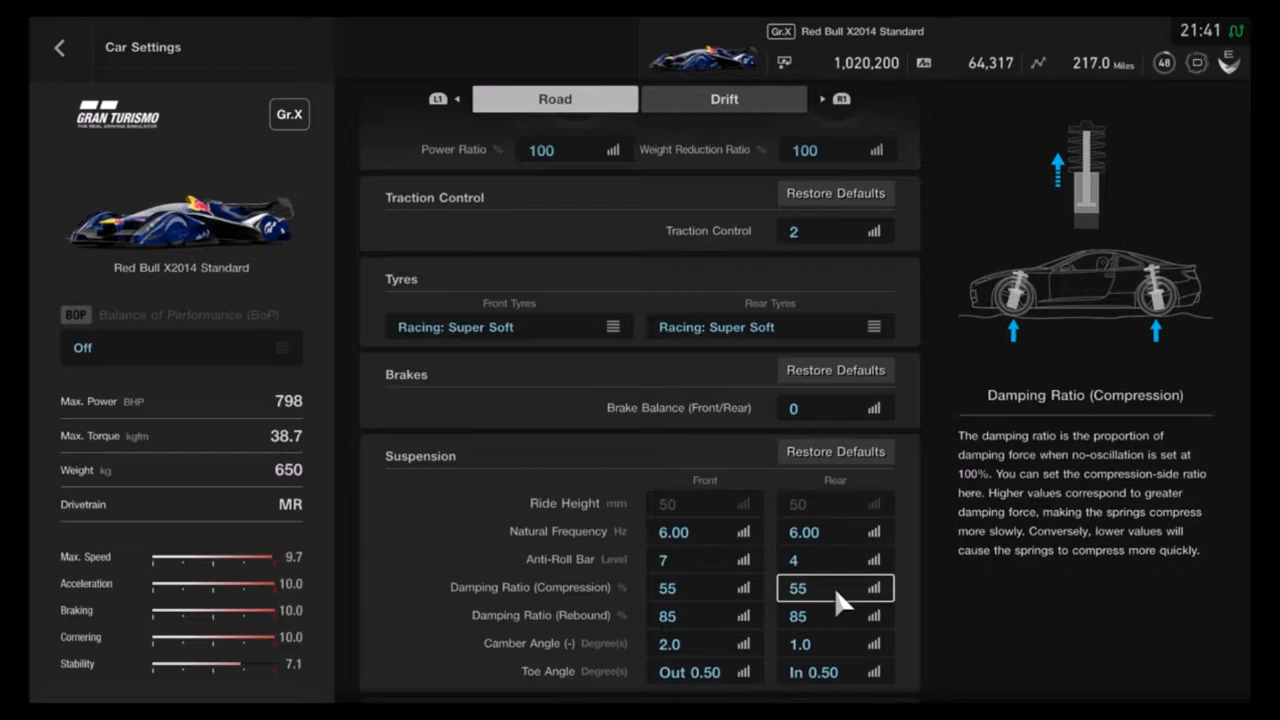 Car Settings
Gr.X Red Bull X2014 Standard
21:41
1,020,200
64,317
217.0 Miles
48
D
E
GRAN TURISMO
THE REAL DRIVING SIMULATOR
Gr.X
Red Bull X2014 Standard
BOP Balance of Performance (BoP)
Off
Max. Power BHP 798
Max. Torque kgfm 38.7
Weight kg 650
Drivetrain MR
Max. Speed 9.7
Acceleration 10.0
Braking 10.0
Cornering 10.0
Stability 7.1
L1 Road Drift R1
Power Ratio % 100 Weight Reduction Ratio % 100
Traction Control Restore Defaults
Traction Control 2
Tyres
Front Tyres Rear Tyres
Racing: Super Soft Racing: Super Soft
Brakes Restore Defaults
Brake Balance (Front/Rear) 0
Suspension Restore Defaults
Front Rear
Ride Height mm 50 50
Natural Frequency Hz 6.00 6.00
Anti-Roll Bar Level 7 4
Damping Ratio (Compression) % 55 55
Damping Ratio (Rebound) % 85 85
Camber Angle (-) Degree(s) 2.0 1.0
Toe Angle Degree(s) Out 0.50 In 0.50
Damping Ratio (Compression)
The damping ratio is the proportion of
damping force when no-oscillation is set at
100%. You can set the compression-side ratio
here. Higher values correspond to greater
damping force, making the springs compress
more slowly. Conversely, lower values will
cause the springs to compress more quickly.